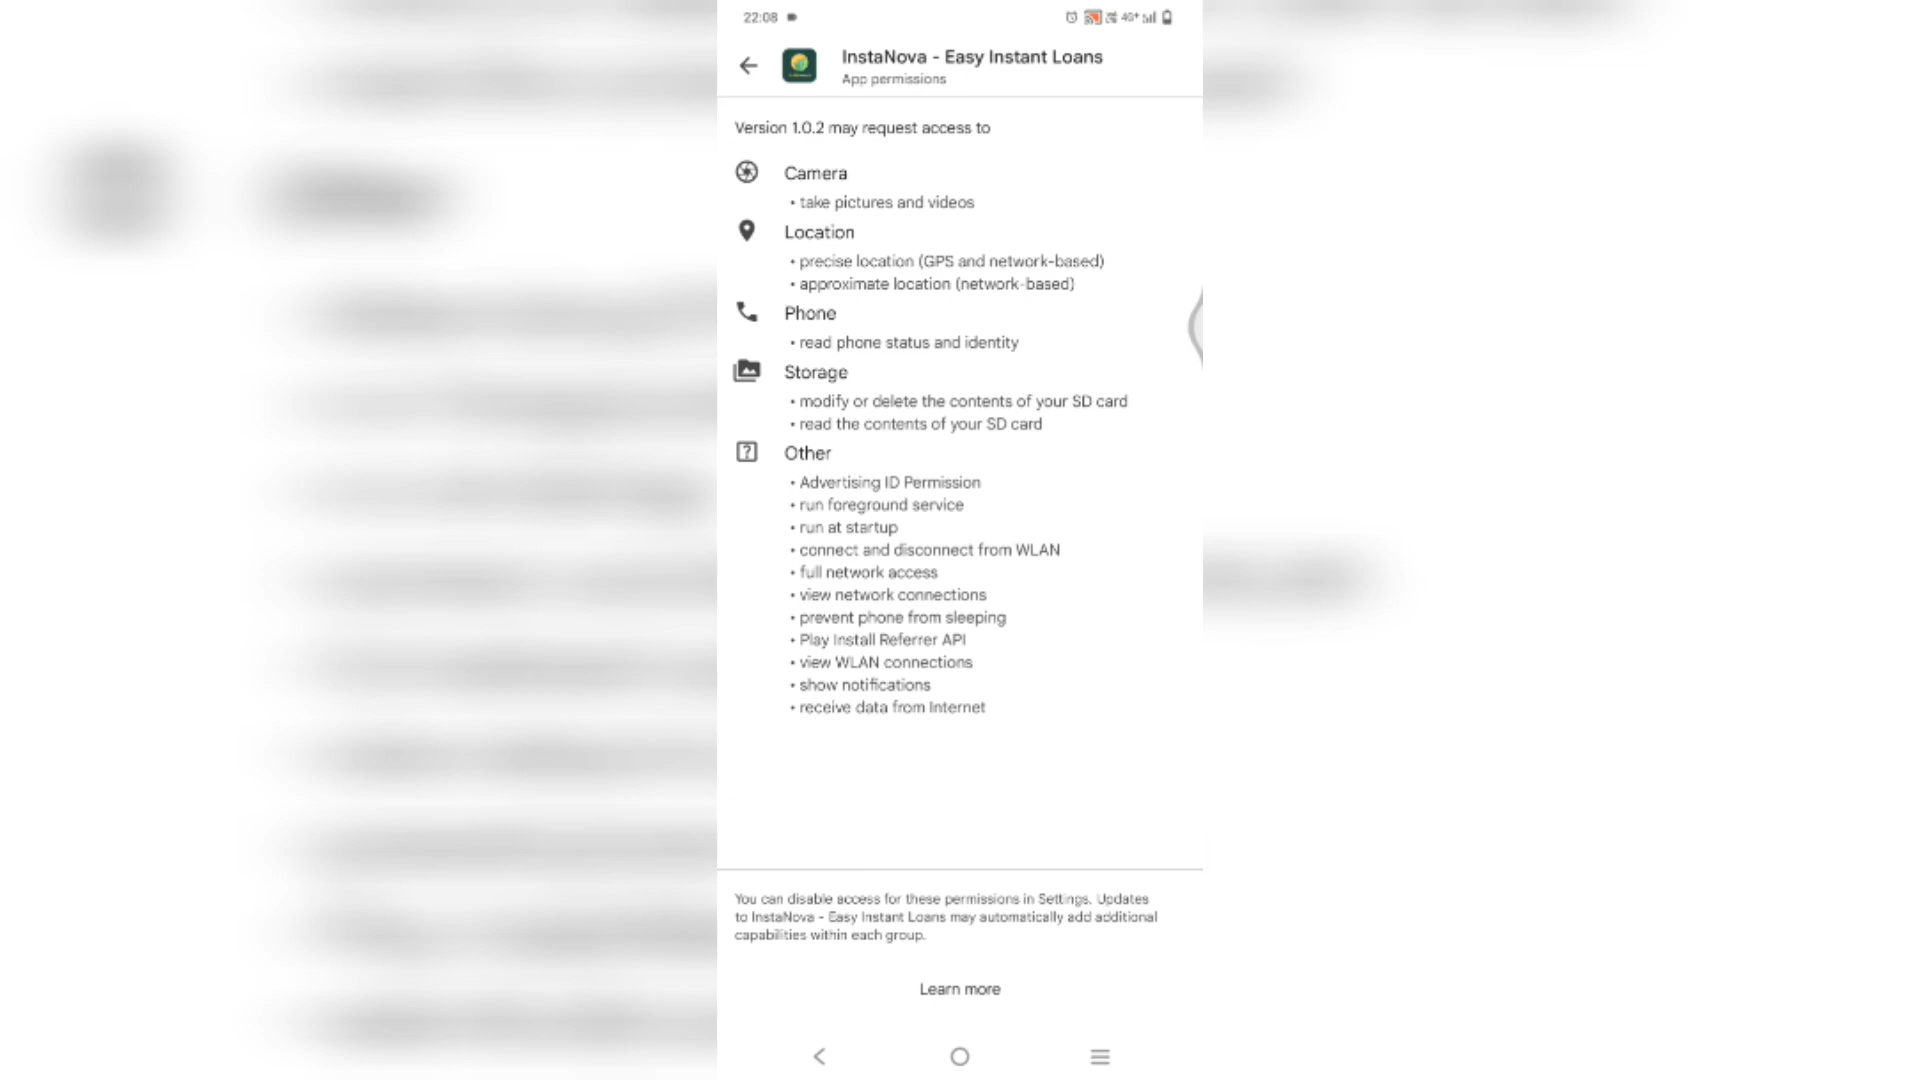 22:08
4G+
InstaNova - Easy Instant Loans
App permissions
Version 1.0.2 may request access to
Camera
• take pictures and videos
Location
• precise location (GPS and network-based)
• approximate location (network-based)
Phone
• read phone status and identity
Storage
• modify or delete the contents of your SD card
• read the contents of your SD card
? Other
• Advertising ID Permission
• run foreground service
• run at startup
• connect and disconnect from WLAN
• full network access
• view network connections
• prevent phone from sleeping
• Play Install Referrer API
• view WLAN connections
• show notifications
• receive data from Internet
You can disable access for these permissions in Settings. Updates
to InstaNova - Easy Instant Loans may automatically add additional
capabilities within each group.
Learn more